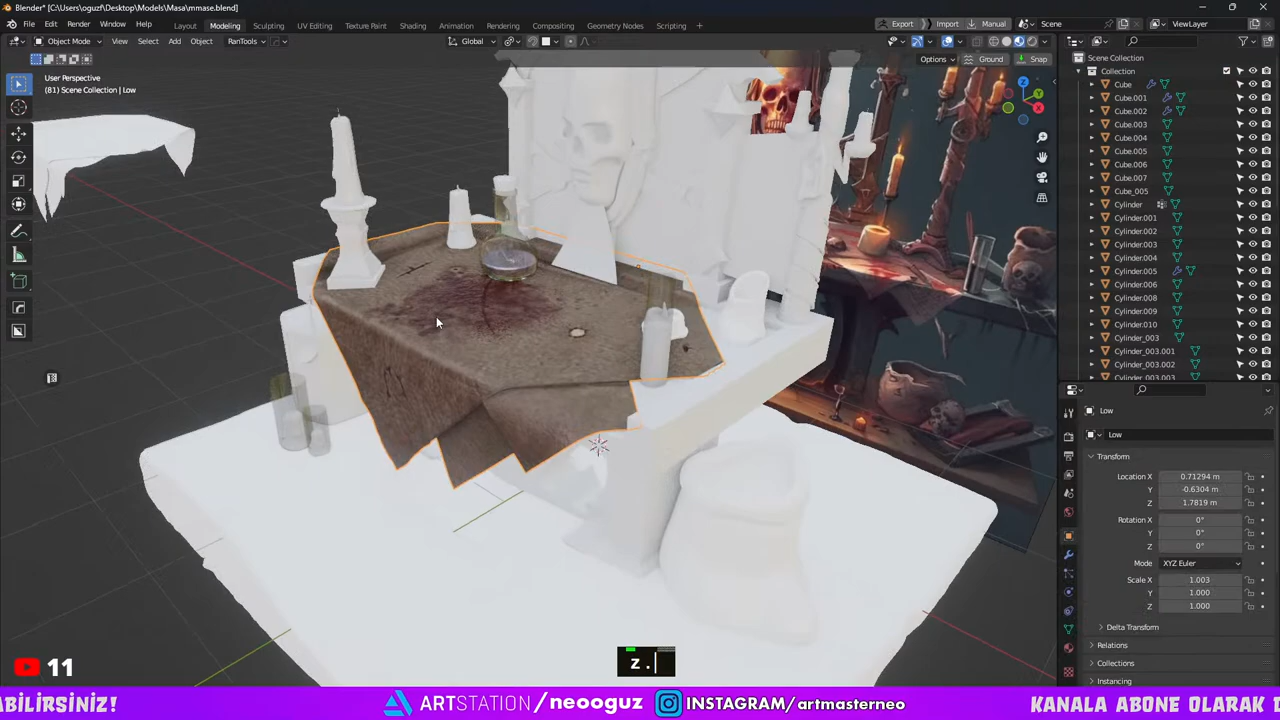 Blender* [C:\Users\oguzf\Desktop\Models\Masa\mmase.blend]
File Edit Render Window Help Layout Modeling Sculpting UV Editing Texture Paint Shading Animation Rendering Compositing Geometry Nodes Scripting + Export Import Manual Scene ViewLayer
Object Mode View Select Add Object RanTools Global
Options Ground Snap
User Perspective
(81) Scene Collection | Low
Scene Collection
Collection
Cube
Cube.001
Cube.002
Cube.003
Cube.004
Cube.005
Cube.006
Cube.007
Cube_005
Cylinder
Cylinder.001
Cylinder.002
Cylinder.003
Cylinder.004
Cylinder.005
Cylinder.006
Cylinder.008
Cylinder.009
Cylinder.010
Cylinder_003
Cylinder_003.001
Cylinder_003.002
Cylinder_003.003
Low
Low
Transform
Location X 0.71294 m
Y -0.6304 m
Z 1.7819 m
Rotation X 0°
Y 0°
Z 0°
Mode XYZ Euler
Scale X 1.003
Y 1.000
Z 1.000
Delta Transform
Relations
Collections
Instancing
z .
11
ABİLİRSİNİZ! ARTSTATION/neooguz INSTAGRAM/artmasterneo KANALA ABONE OLARAK D